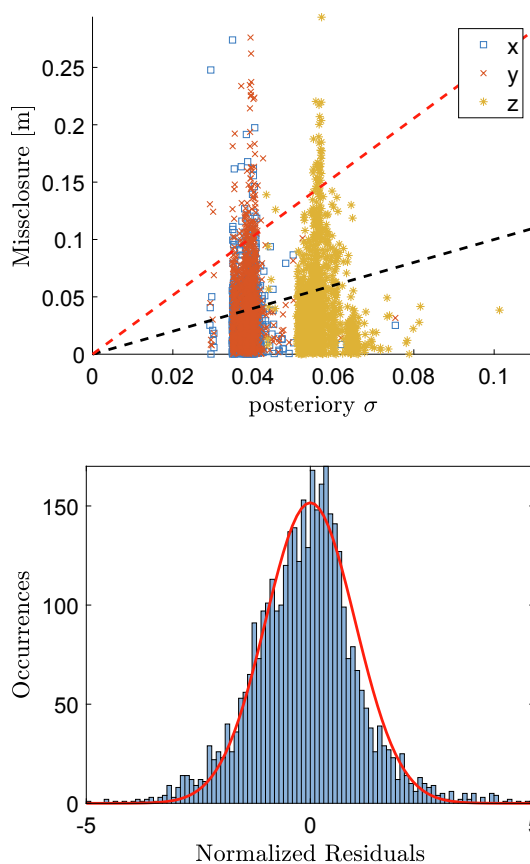 Missclosure [m]
0.25
0.2
0.15
0.1
0.05
0
0 0.02 0.04 0.06 0.08 0.1
posteriory σ
x
y
z
Occurrences
150
100
50
0
-5 0 5
Normalized Residuals